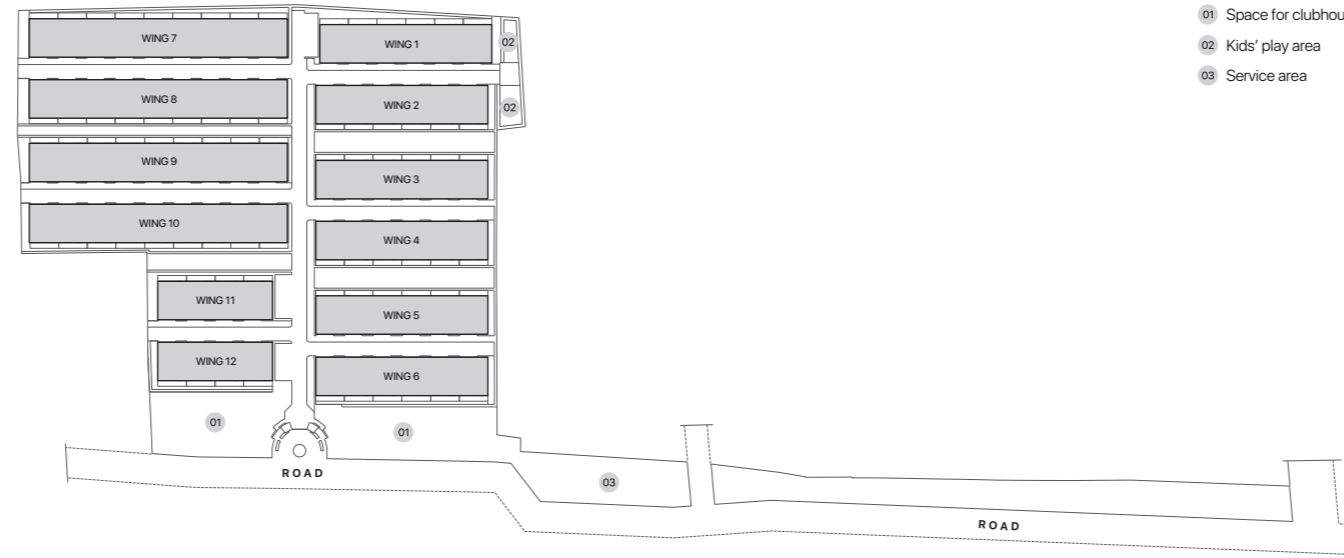 01 Space for clubhou
02 Kids' play area
03 Service area
WING 7
WING 1
02
WING 8
WING 2
02
WING 9
WING 3
WING 10
WING 4
WING 11
WING 5
WING 12
WING 6
01
01
ROAD
03
ROAD